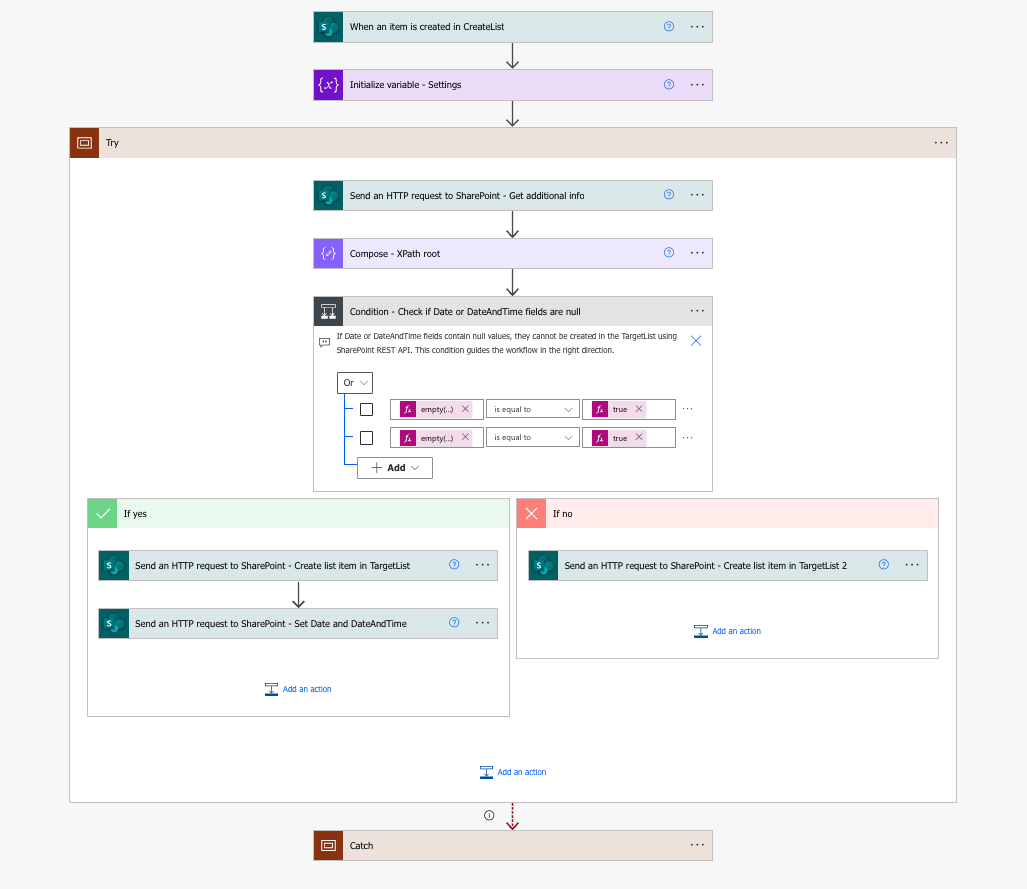 When an item is created in CreateList
Initialize variable - Settings
Try
Send an HTTP request to SharePoint - Get additional info
Compose - XPath root
Condition - Check if Date or DateAndTime fields are null
If Date or DateAndTime fields contain null values, they cannot be created in the TargetList using
SharePoint REST API. This condition guides the workflow in the right direction.
Or
empty(...) is equal to true
empty(...) is equal to true
Add
If yes
If no
Send an HTTP request to SharePoint - Create list item in TargetList
Send an HTTP request to SharePoint - Create list item in TargetList 2
Send an HTTP request to SharePoint - Set Date and DateAndTime
Add an action
Add an action
Add an action
Catch